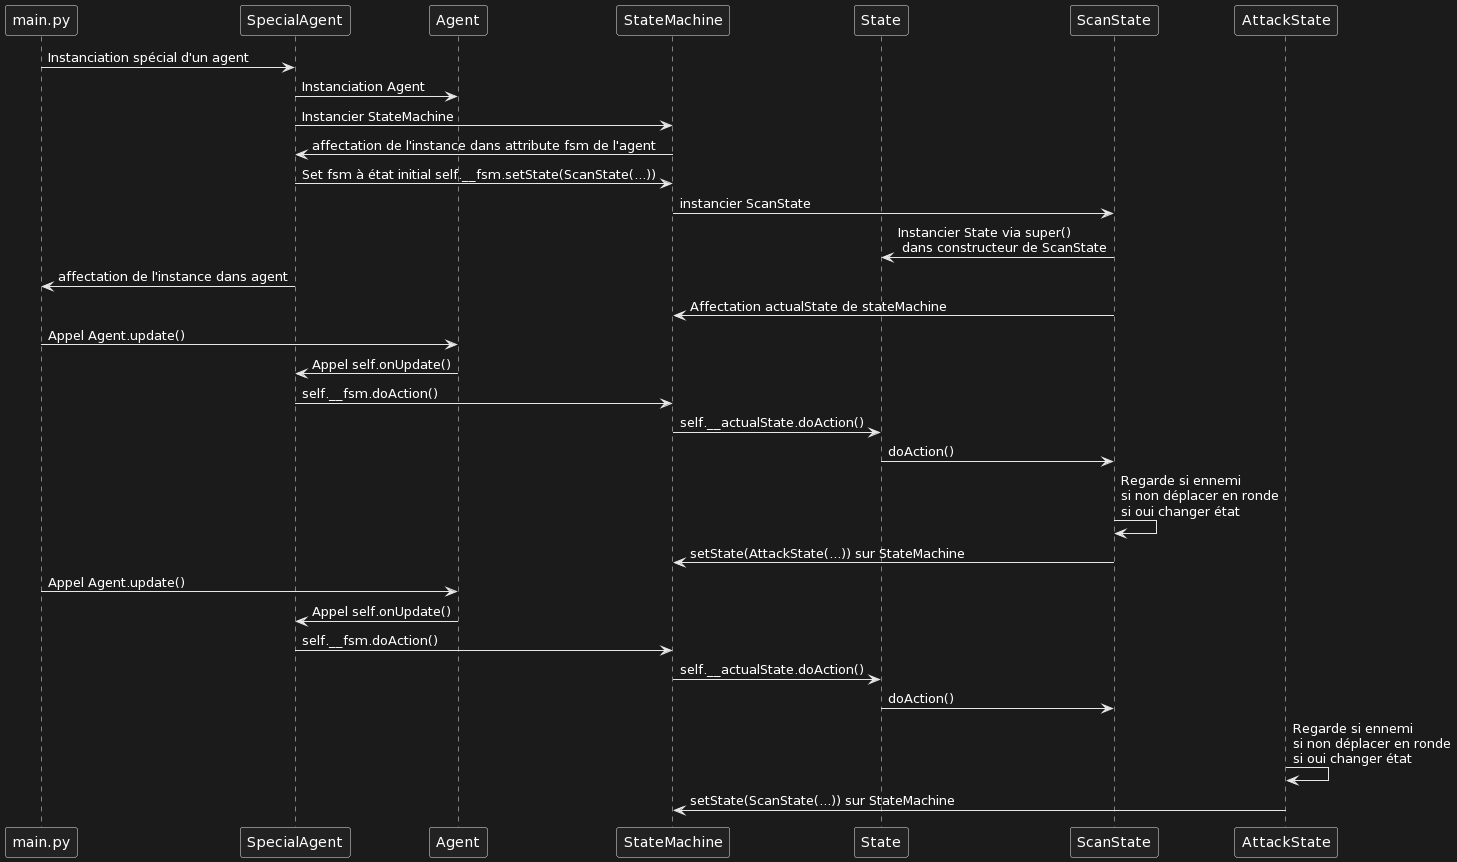 main.py
SpecialAgent
Agent
StateMachine
State
ScanState
AttackState
Instanciation spécial d'un agent
Instanciation Agent
Instancier StateMachine
affectation de l'instance dans attribute fsm de l'agent
Set fsm à état initial self.__fsm.setState(ScanState(...))
instancier ScanState
Instancier State via super()
dans constructeur de ScanState
affectation de l'instance dans agent
Affectation actualState de stateMachine
Appel Agent.update()
Appel self.onUpdate()
self.__fsm.doAction()
self.__actualState.doAction()
doAction()
Regarde si ennemi
si non déplacer en ronde
si oui changer état
setState(AttackState(...)) sur StateMachine
Appel Agent.update()
Appel self.onUpdate()
self.__fsm.doAction()
self.__actualState.doAction()
doAction()
Regarde si ennemi
si non déplacer en ronde
si oui changer état
setState(ScanState(...)) sur StateMachine
main.py
SpecialAgent
Agent
StateMachine
State
ScanState
AttackState